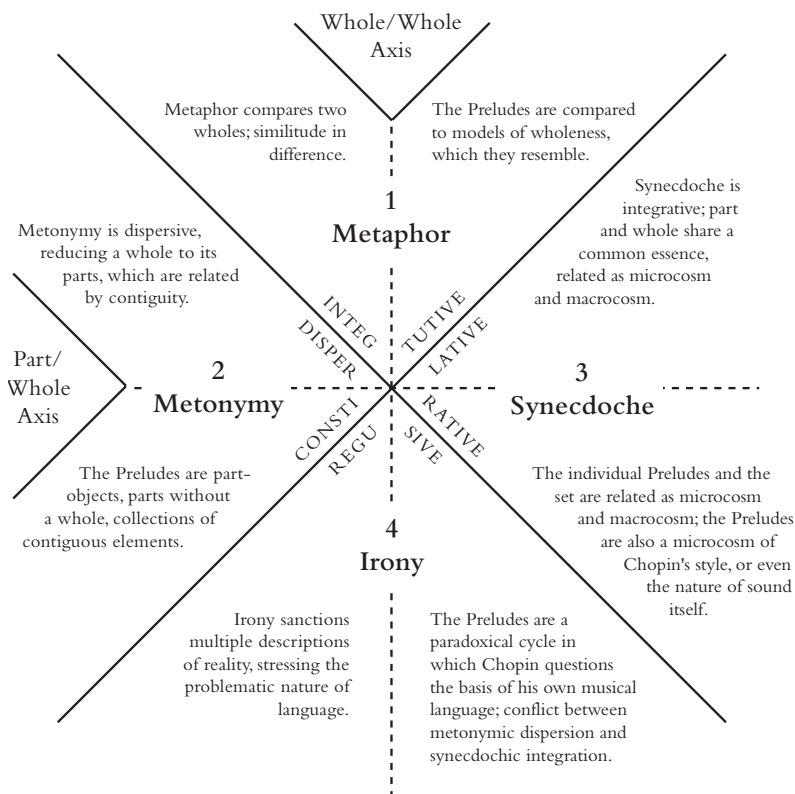 Whole/Whole
Axis
Metaphor compares two
wholes; similitude in
difference.
The Preludes are compared
to models of wholeness,
which they resemble.
1
Metaphor
Synecdoche is
integrative; part
and whole share a
common essence,
related as microcosm
and macrocosm.
Metonymy is dispersive,
reducing a whole to its
parts, which are related
by contiguity.
INTEG
DISPER
TUTIVE
LATIVE
Part/
Whole
Axis
2
Metonymy
3
Synecdoche
CONSTI
REGU
RATIVE
SIVE
The Preludes are part-
objects, parts without
a whole, collections of
contiguous elements.
The individual Preludes and the
set are related as microcosm
and macrocosm; the Preludes
are also a microcosm of
Chopin's style, or even
the nature of sound
itself.
4
Irony
Irony sanctions
multiple descriptions
of reality, stressing the
problematic nature of
language.
The Preludes are a
paradoxical cycle in
which Chopin questions
the basis of his own musical
language; conflict between
metonymic dispersion and
synecdochic integration.